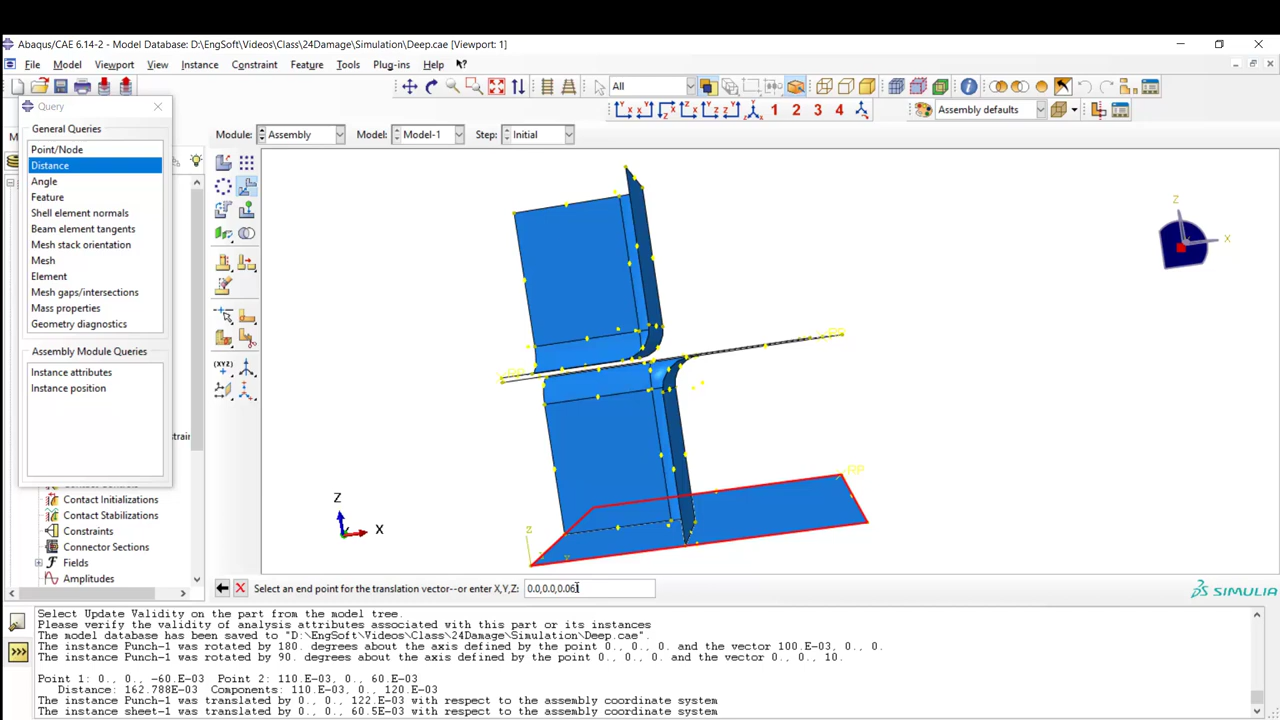 Abaqus/CAE 6.14-2 - Model Database: D:\EngSoft\Videos\Class\24Damage\Simulation\Deep.cae [Viewport: 1]
File Model Viewport View Instance Constraint Feature Tools Plug-ins Help
All
1 2 3 4 Assembly defaults
Module: Assembly Model: Model-1 Step: Initial
Query
General Queries
Point/Node
Distance
Angle
Feature
Shell element normals
Beam element tangents
Mesh stack orientation
Mesh
Element
Mesh gaps/intersections
Mass properties
Geometry diagnostics
Assembly Module Queries
Instance attributes
Instance position
Contact Initializations
Contact Stabilizations
Constraints
Connector Sections
Fields
Amplitudes
RP
RP
RP
Z
X
Z
X
Z
Y
Select an end point for the translation vector--or enter X,Y,Z: 0.0,0.0,0.061
SIMULIA
Select Update Validity on the part from the model tree.
Please verify the validity of analysis attributes associated with this part or its instances
The model database has been saved to "D:\EngSoft\Videos\Class\24Damage\Simulation\Deep.cae".
The instance Punch-1 was rotated by 180. degrees about the axis defined by the point 0., 0., 0. and the vector 100.E-03, 0., 0.
The instance Punch-1 was rotated by 90. degrees about the axis defined by the point 0., 0., 0. and the vector 0., 0., 10.
Point 1: 0., 0., -60.E-03 Point 2: 110.E-03, 0., 60.E-03
Distance: 162.788E-03 Components: 110.E-03, 0., 120.E-03
The instance Punch-1 was translated by 0., 0., 122.E-03 with respect to the assembly coordinate system
The instance sheet-1 was translated by 0., 0., 60.5E-03 with respect to the assembly coordinate system